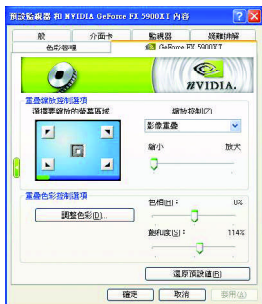 預設監視器 和 NVIDIA GeForce FX 5900XT 內容
一般
介面卡
監視器
疑難排解
色彩管理
GeForce FX 5900XT
NVIDIA.
重疊縮放控制選項
選擇要縮放的螢幕區域
縮放控制(Z)
影像重疊
縮小
放大
重疊色彩控制選項
調整色彩(D)...
色相(H):
0%
飽和度(S):
114%
還原預設值(R)
確定
取消
套用(A)